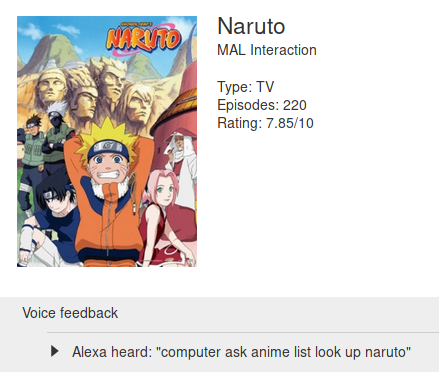 NARUTO
Naruto
MAL Interaction
Type: TV
Episodes: 220
Rating: 7.85/10
Voice feedback
Alexa heard: "computer ask anime list look up naruto"